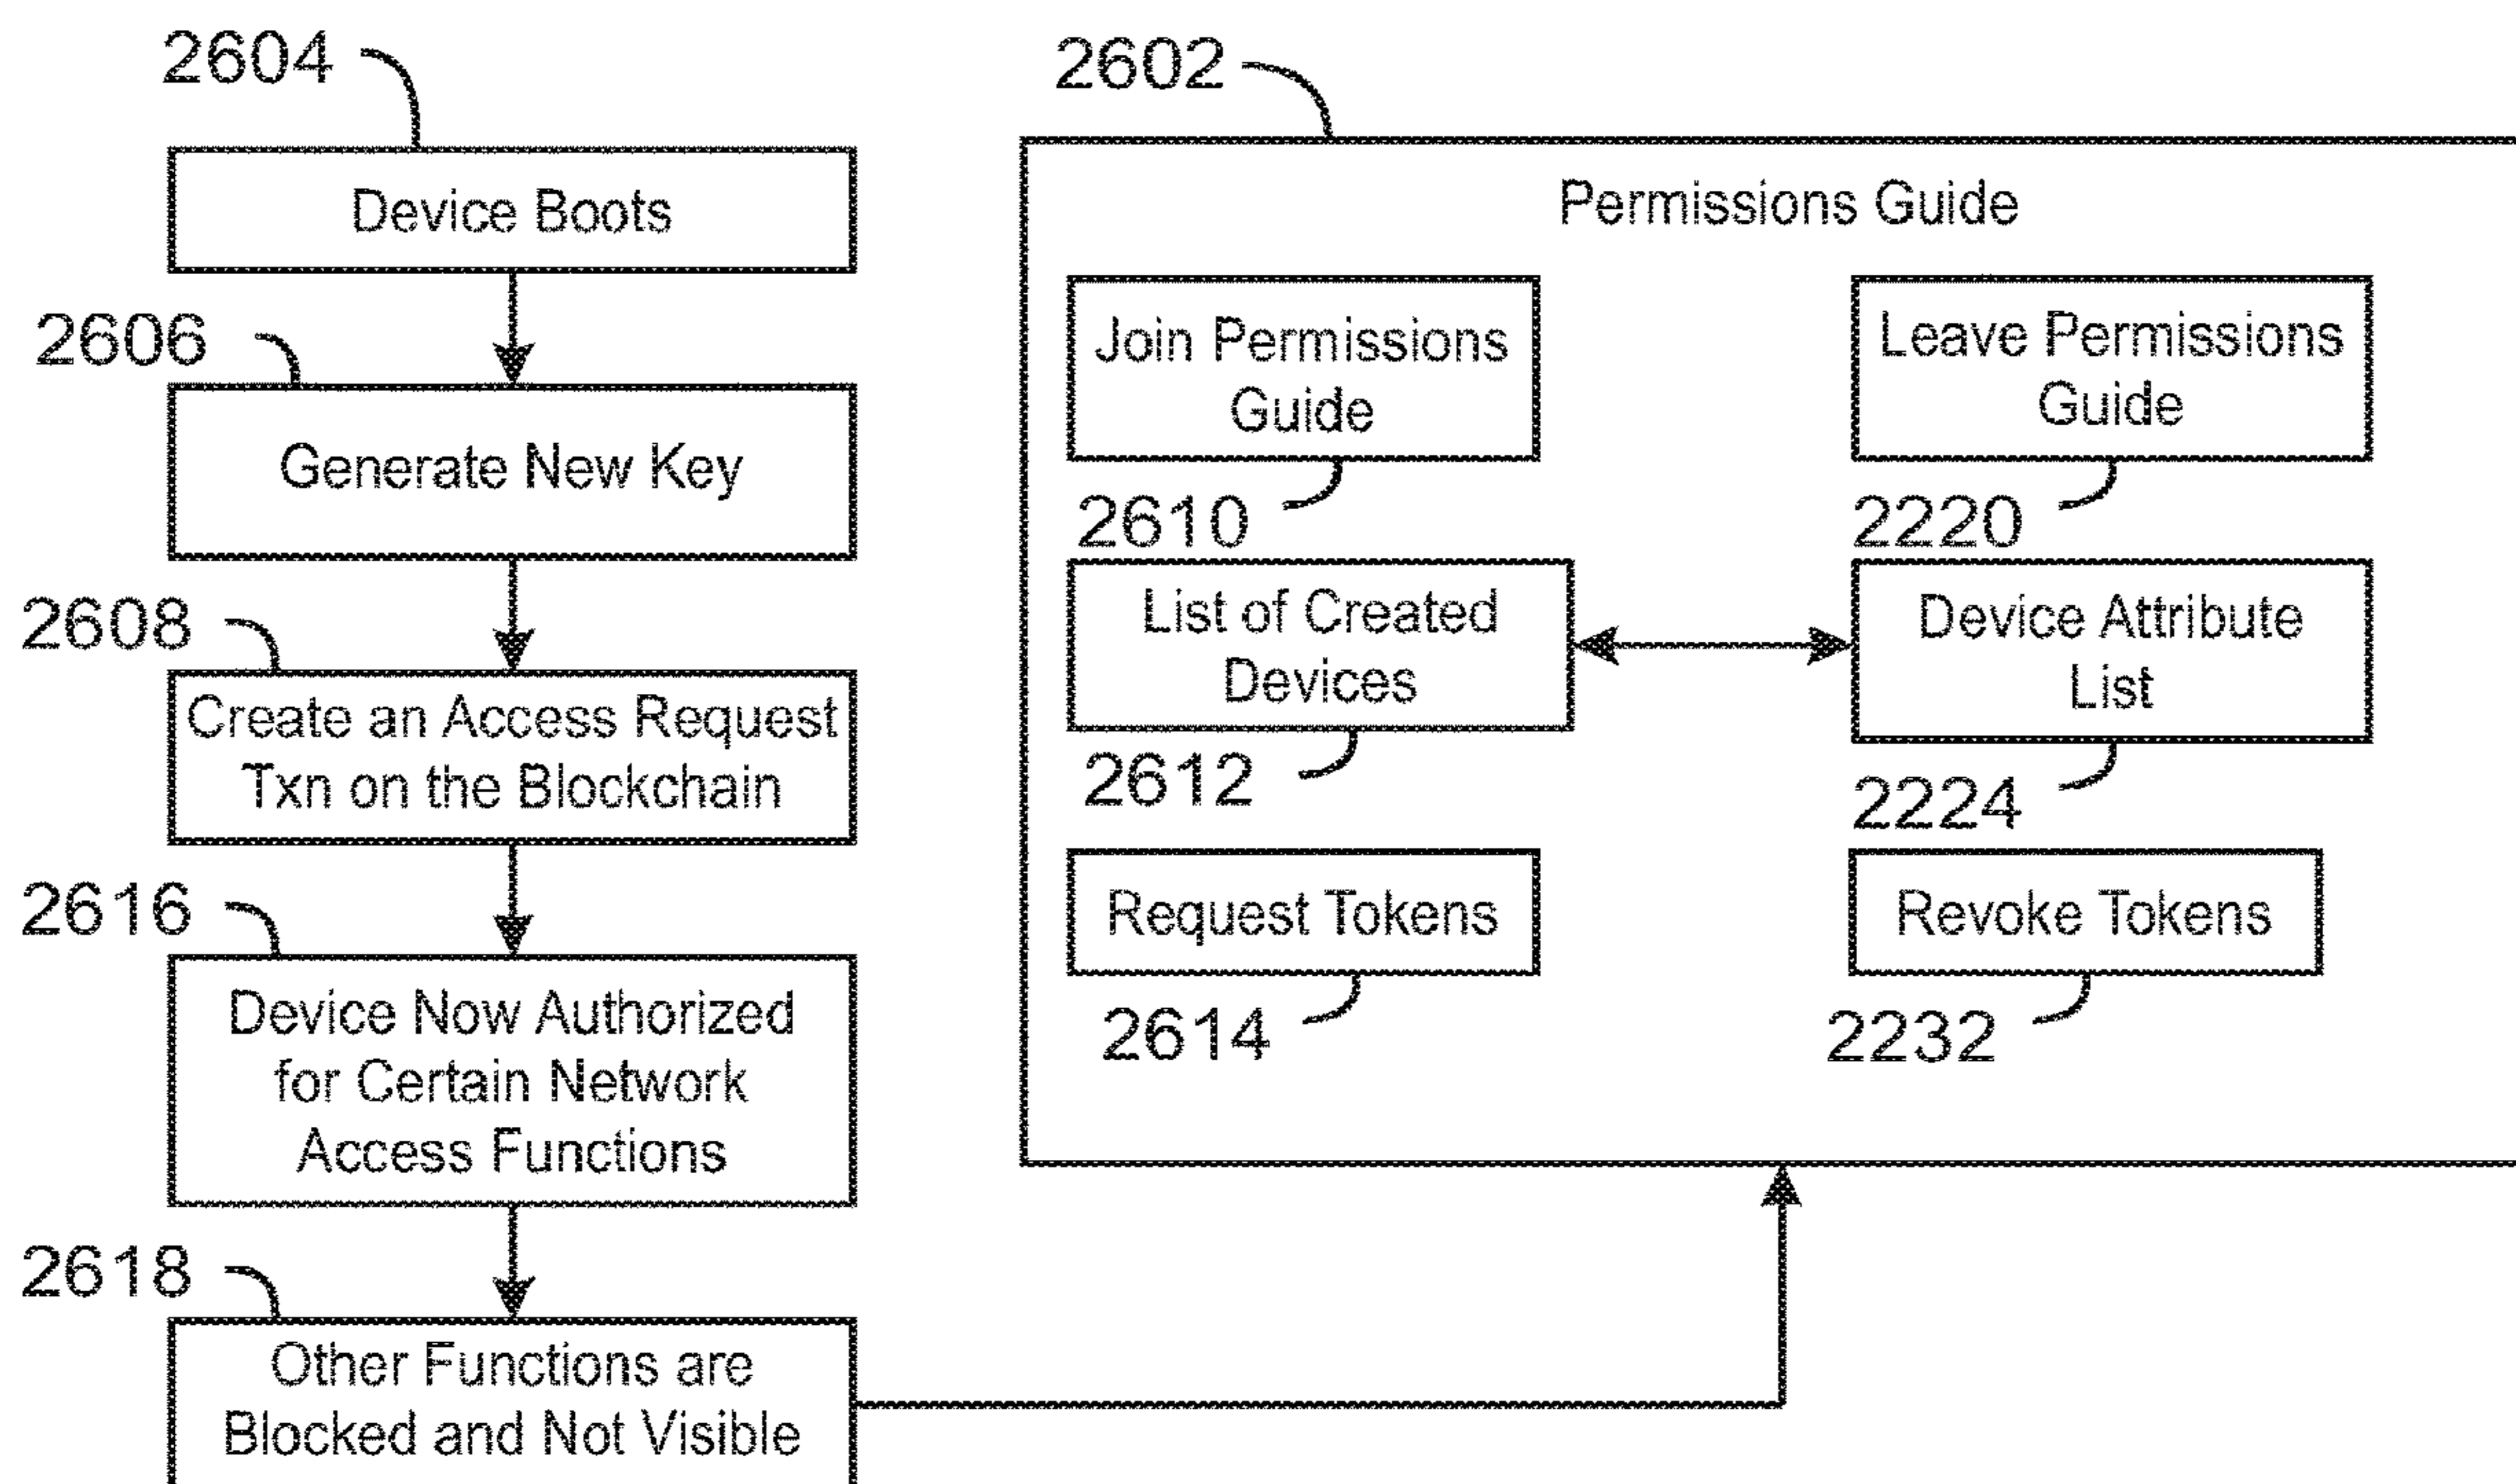 2604
Device Boots
2606
Generate New Key
2608
Create an Access Request
Txn on the Blockchain
2616
Device Now Authorized
for Certain Network
Access Functions
2618
Other Functions are
Blocked and Not Visible
2602
Permissions Guide
Join Permissions
Guide
2610
Leave Permissions
Guide
2220
List of Created
Devices
2612
Device Attribute
List
2224
Request Tokens
2614
Revoke Tokens
2232